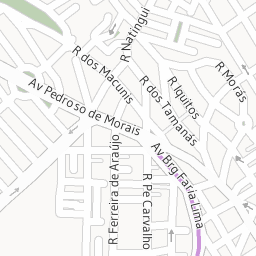 R Natingui
R dos Macunis
R Iquitos
R Morás
R dos Tamanás
Av Pedroso de Morais
Av Brg Faria Lima
R Ferreira de Araújo
R Pe Carvalho